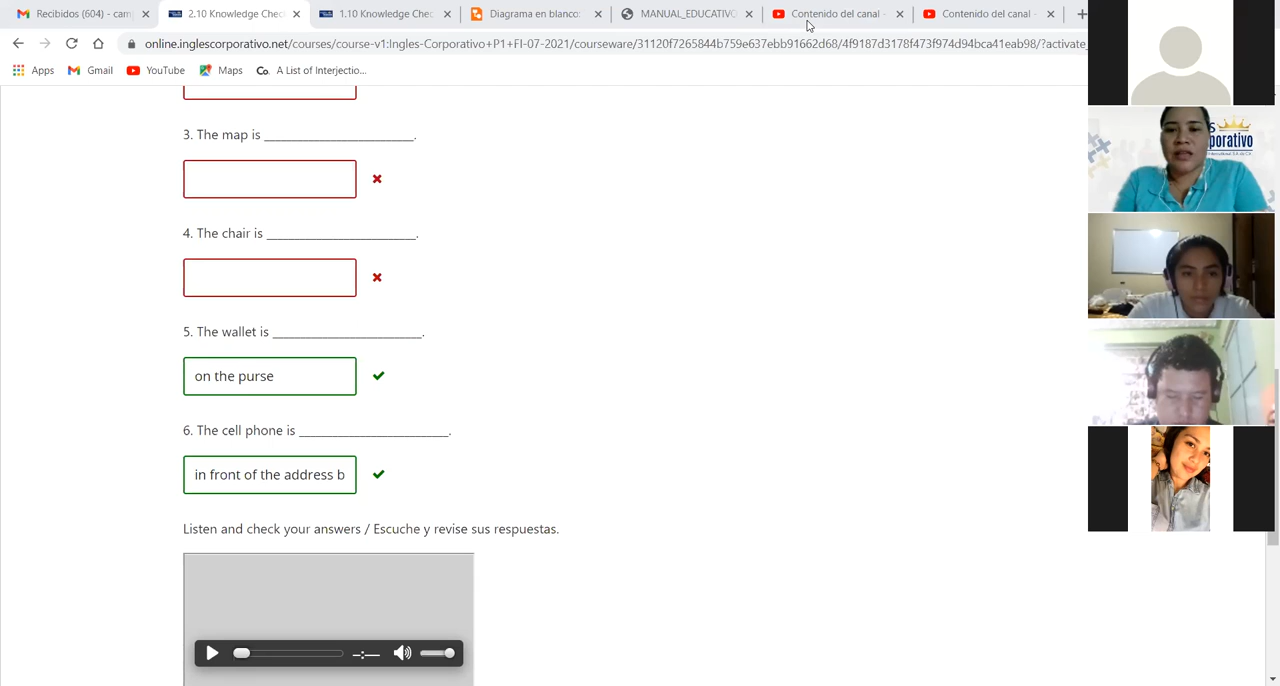 Recibidos (604) - cam
2.10 Knowledge Chec
1.10 Knowledge Chec
Diagrama en blanco:
MANUAL_EDUCATIVO
Contenido del canal -
Contenido del canal -
online.inglescorporativo.net/courses/course-v1:Ingles-Corporativo+P1+FI-07-2021/courseware/31120f7265844b759e637ebb91662d68/4f9187d3178f473f974d94bca41eab98/?activate_
Apps
Gmail
YouTube
Maps
Co. A List of Interjectio...
3. The map is ______________________.
4. The chair is ______________________.
5. The wallet is ______________________.
on the purse
6. The cell phone is ______________________.
in front of the address b
Listen and check your answers / Escuche y revise sus respuestas.
-:--
s
porativo